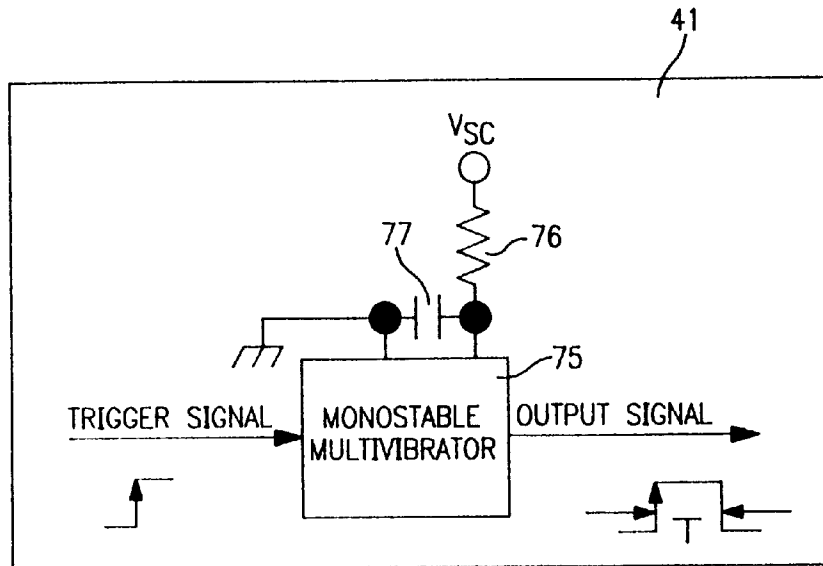 41
VSC
77
76
75
TRIGGER SIGNAL
MONOSTABLE
MULTIVIBRATOR
OUTPUT SIGNAL
T